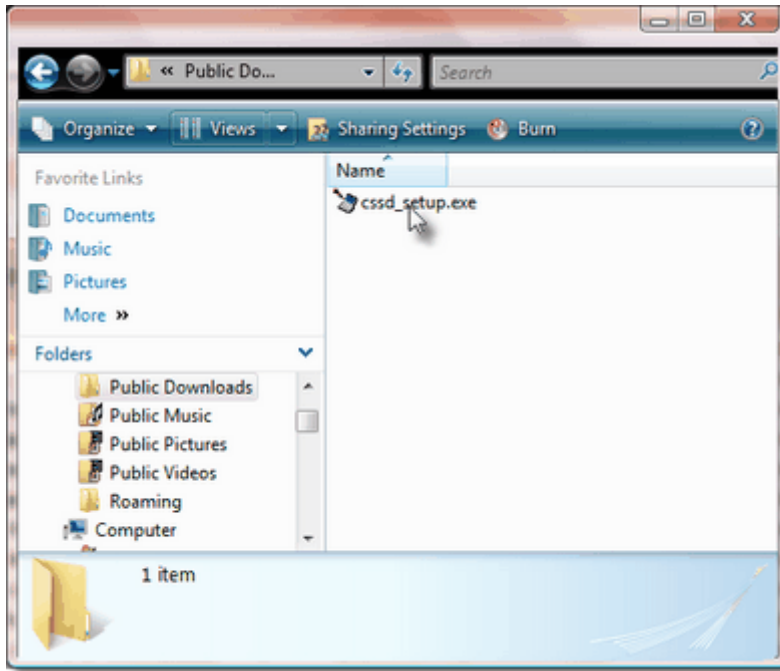 « Public Do...
Search
Organize Views Sharing Settings Burn
Favorite Links
Documents
Music
Pictures
More »
Folders
Public Downloads
Public Music
Public Pictures
Public Videos
Roaming
Computer
Name
cssd_setup.exe
1 item